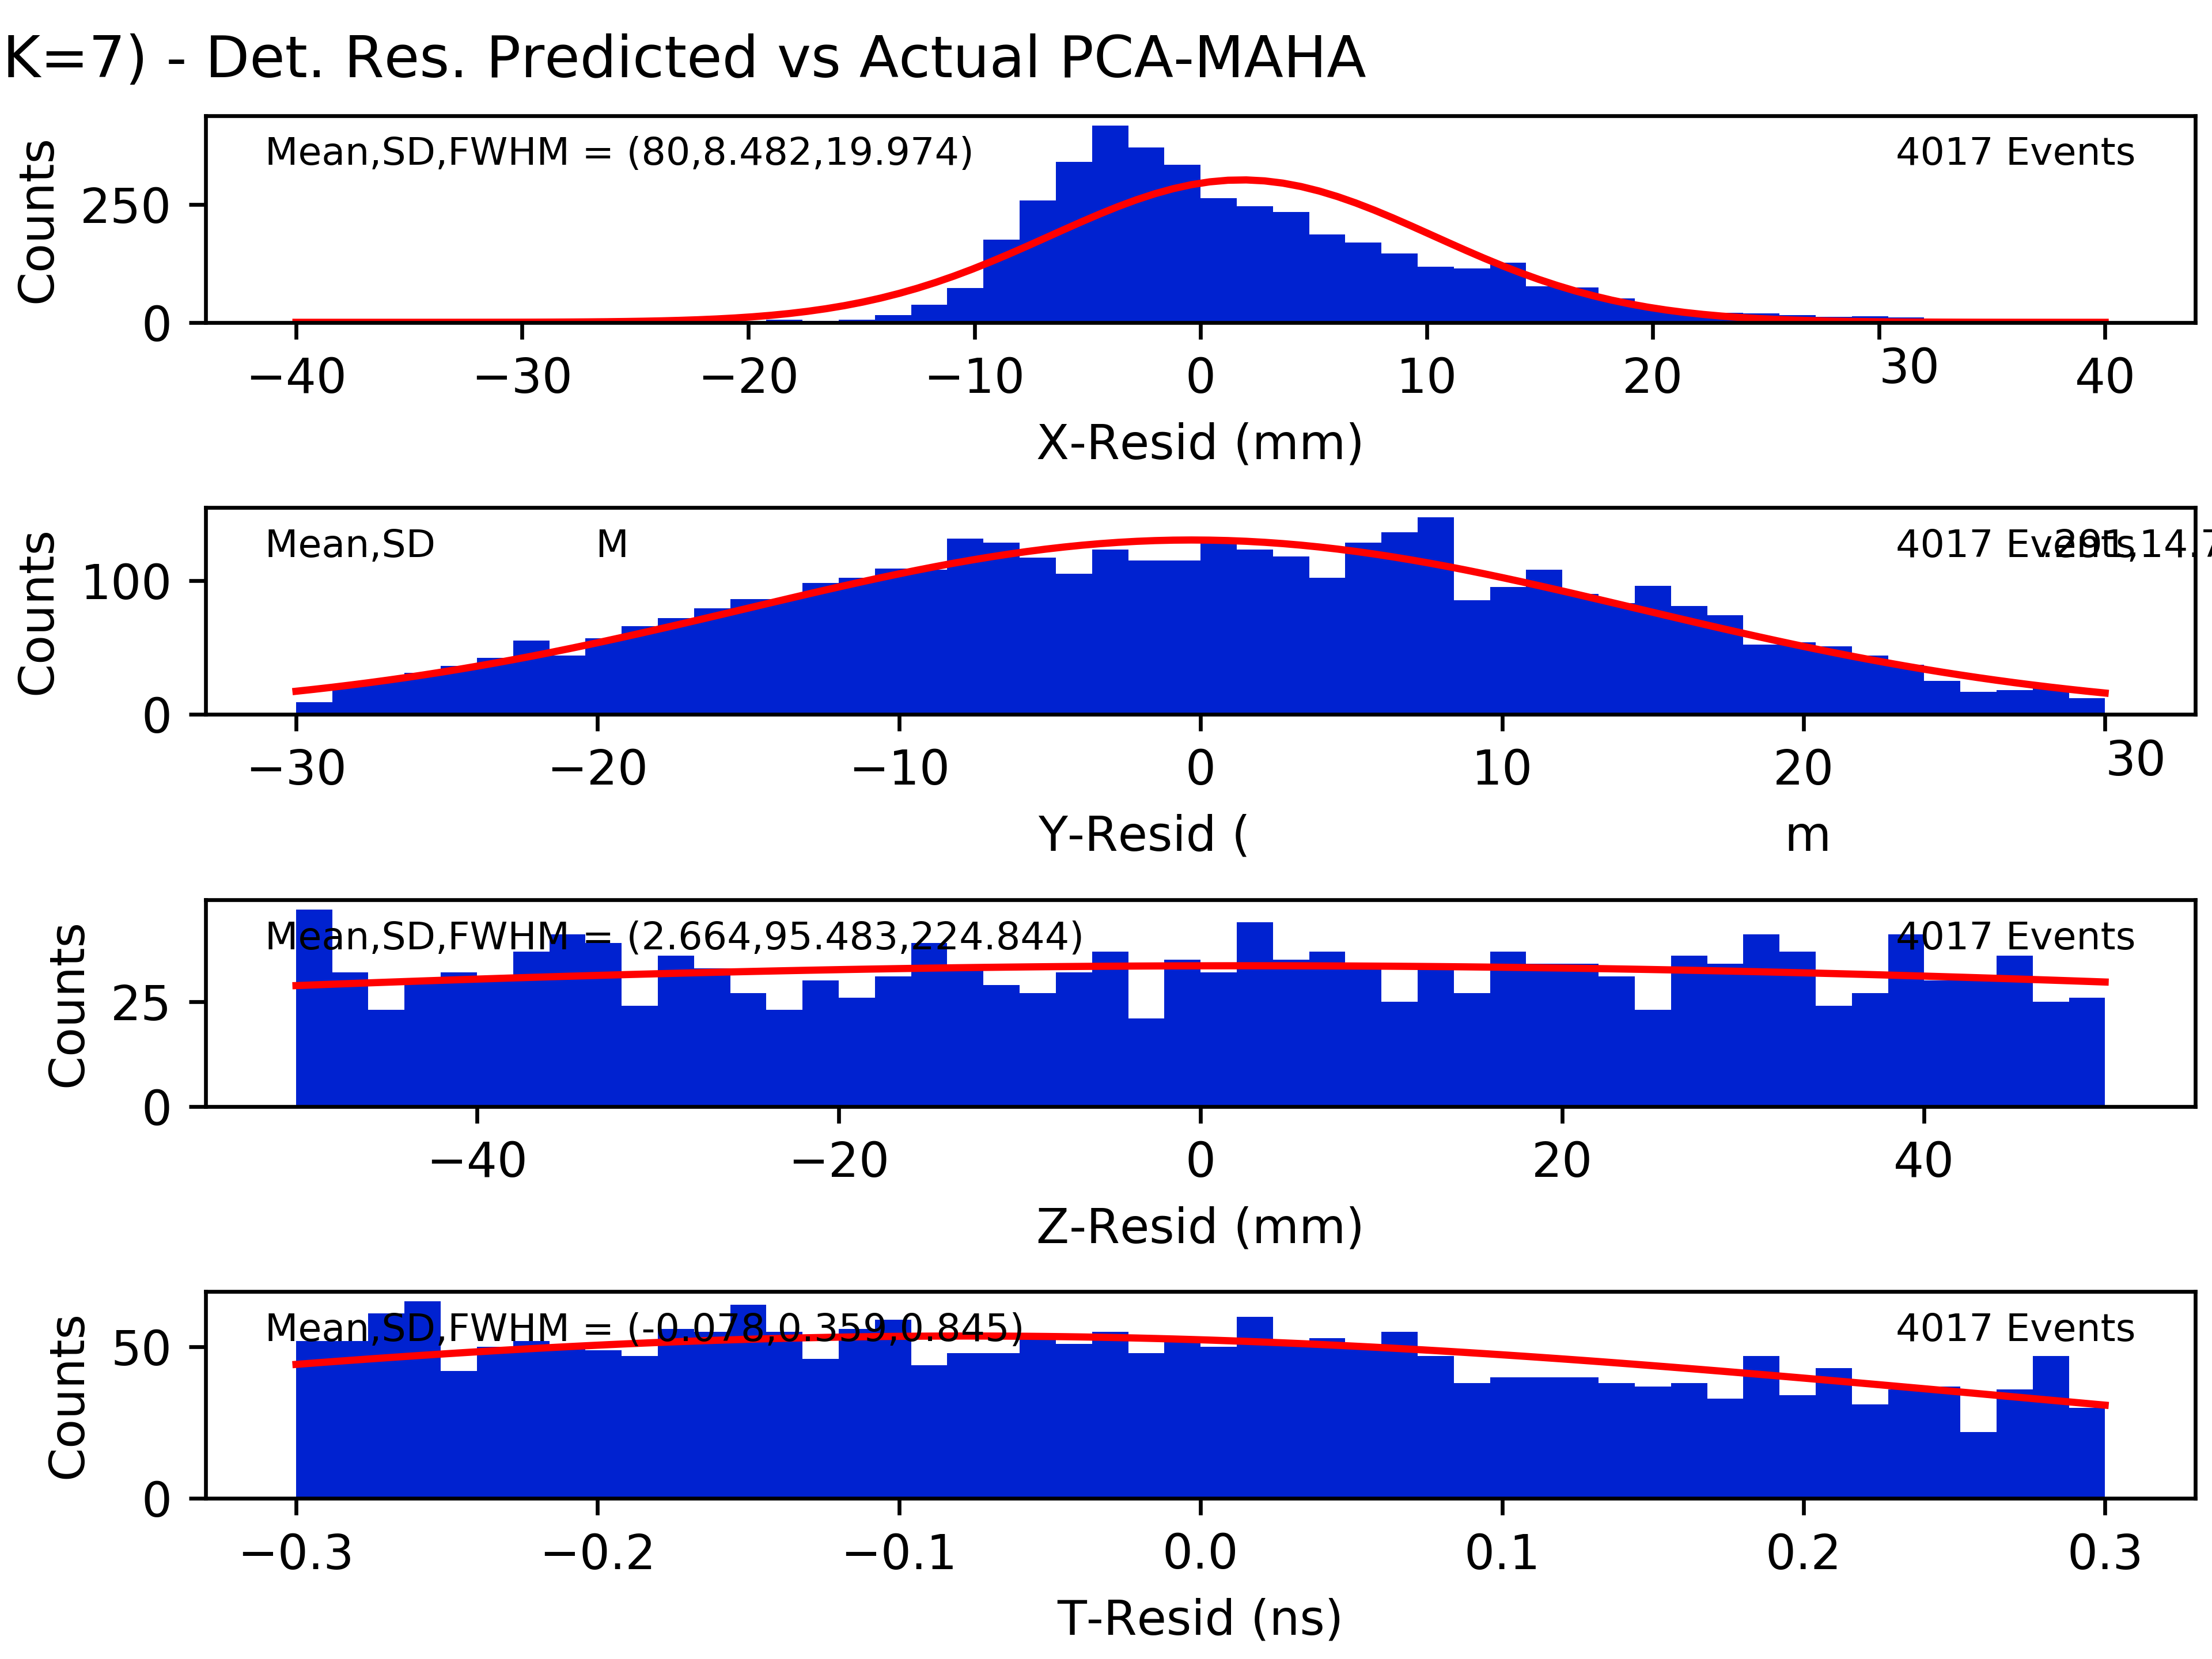 K=7) - Det. Res. Predicted vs Actual PCA-MAHA
Counts
250
0
Mean,SD,FWHM = (80,8.482,19.974)
4017 Events
−40 −30 −20 −10 0 10 20 30 40
X-Resid (mm)
Counts
100
0
Mean,SD M
4017 Events
−30 −20 −10 0 10 20 30
Y-Resid ( m
Counts
25
0
Mean,SD,FWHM = (2.664,95.483,224.844)
4017 Events
−40 −20 0 20 40
Z-Resid (mm)
Counts
50
0
Mean,SD,FWHM = (-0.078,0.359,0.845)
4017 Events
−0.3 −0.2 −0.1 0.0 0.1 0.2 0.3
T-Resid (ns)